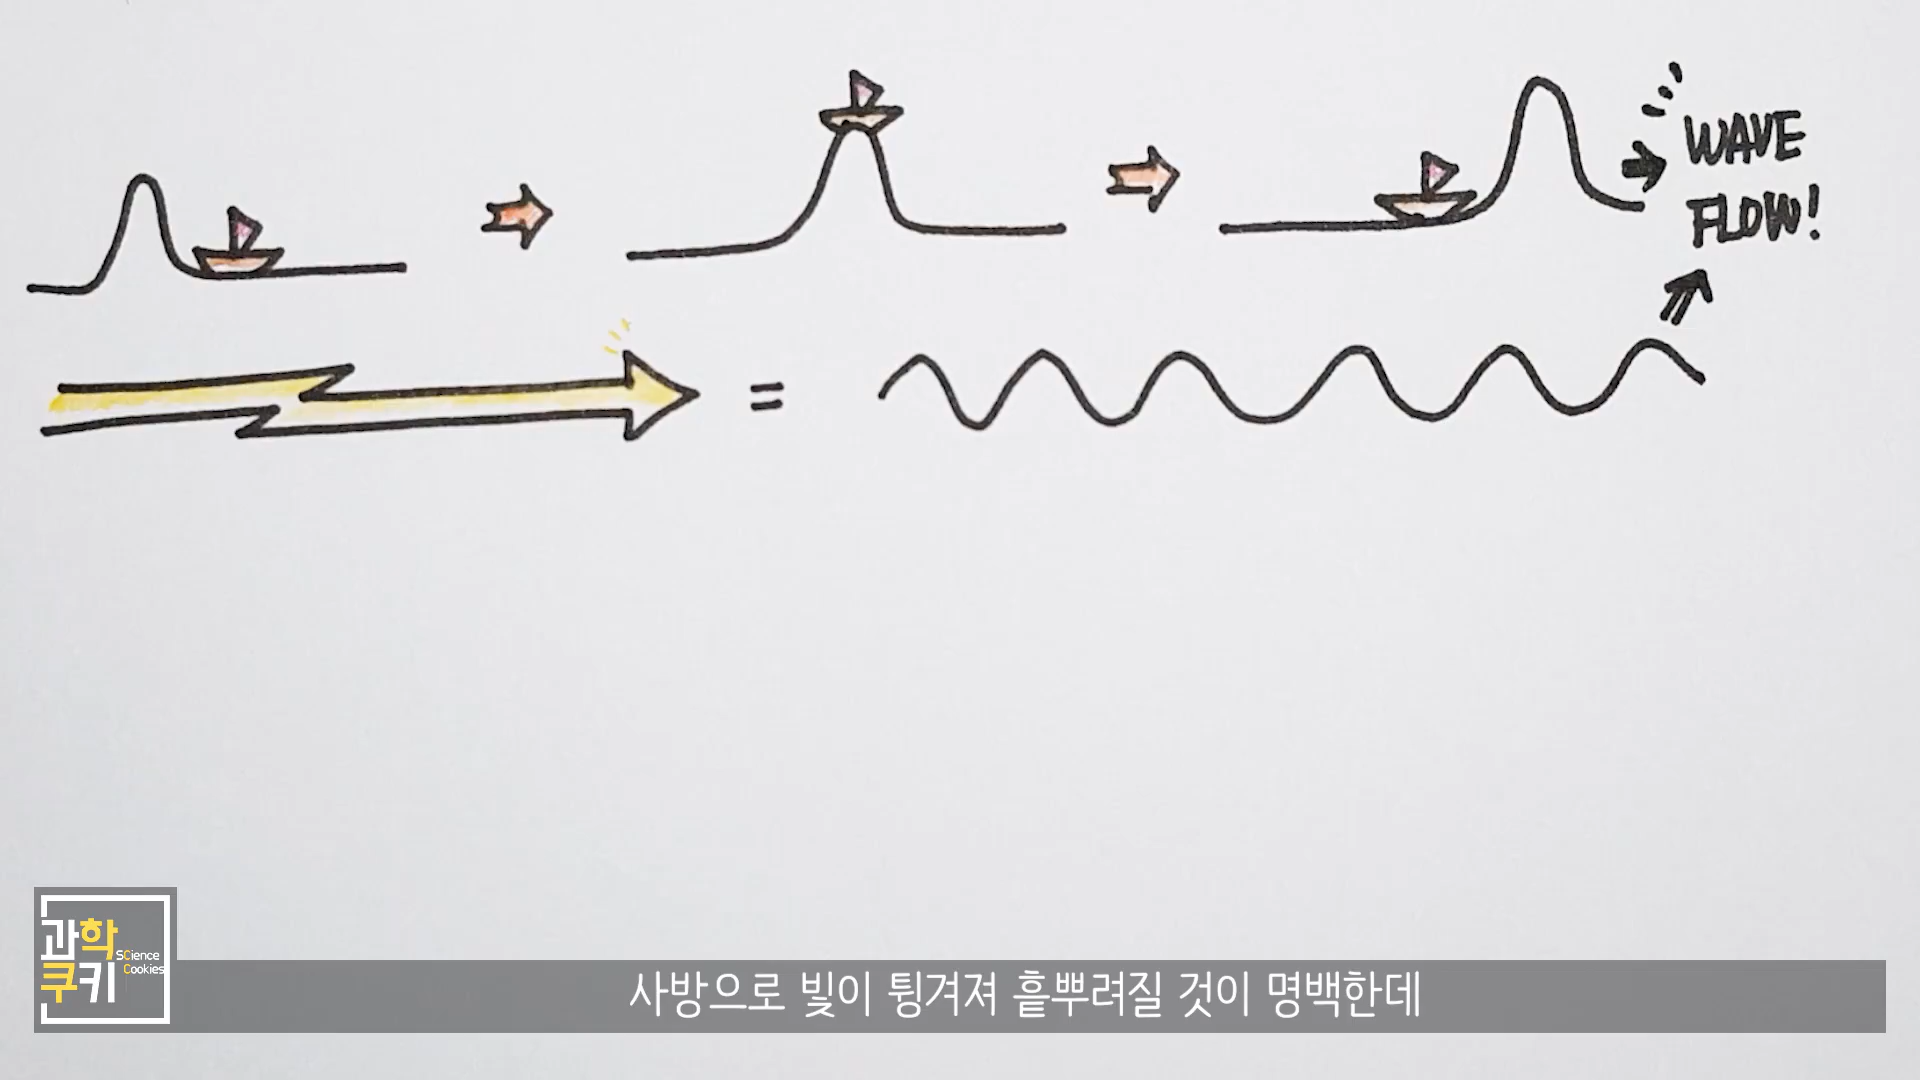 WAVE
FLOW!
=
과학
쿠키
Science
Cookies
사방으로 빛이 튕겨져 흩뿌려질 것이 명백한데